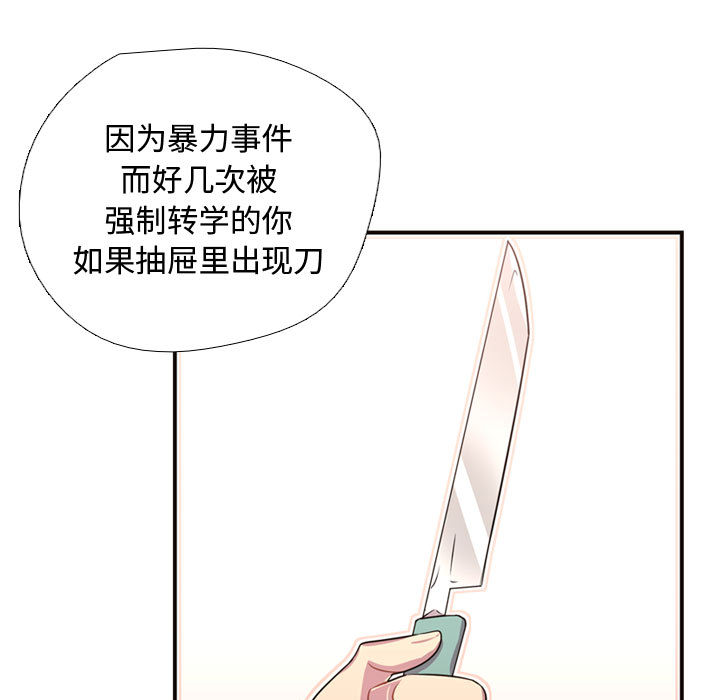 因为暴力事件
而好几次被
强制转学的你
如果抽屉里出现刀